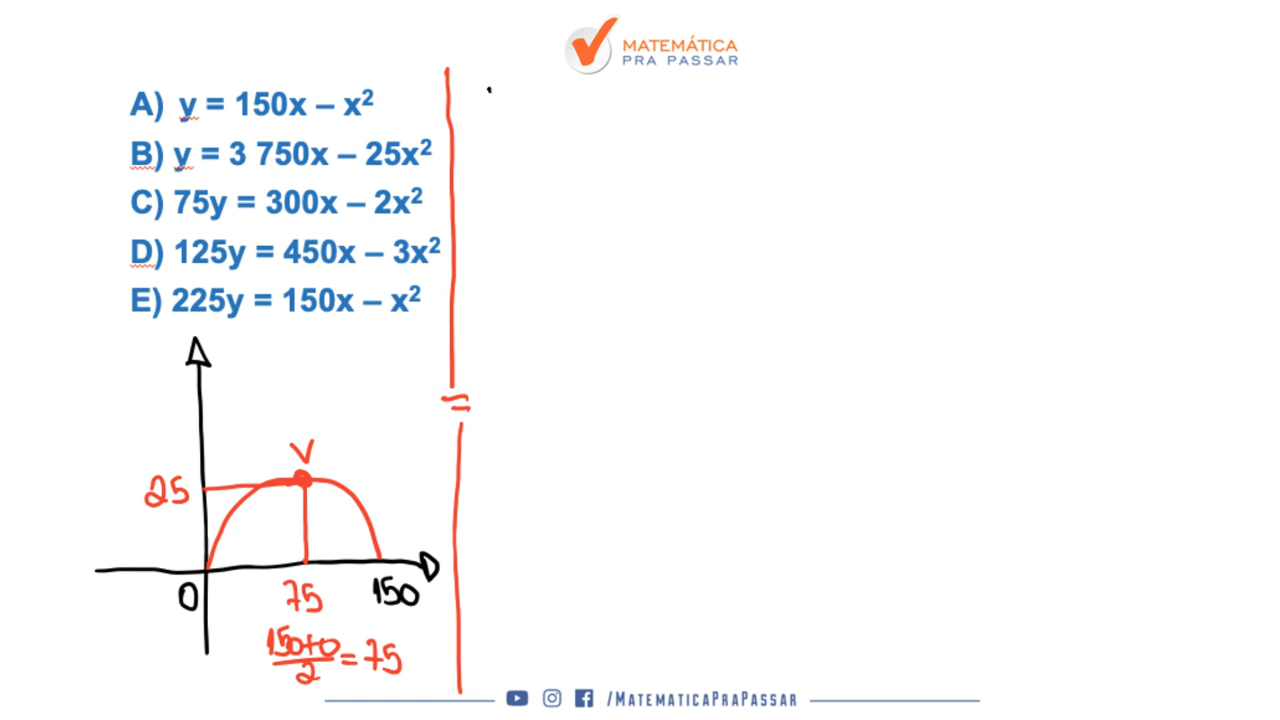 MATEMÁTICA
PRA PASSAR
A) y = 150x – x²
B) y = 3 750x – 25x²
C) 75y = 300x – 2x²
D) 125y = 450x – 3x²
E) 225y = 150x – x²
V
25
0 75 150
150+0/2 = 75
/MATEMATICAPRAPASSAR